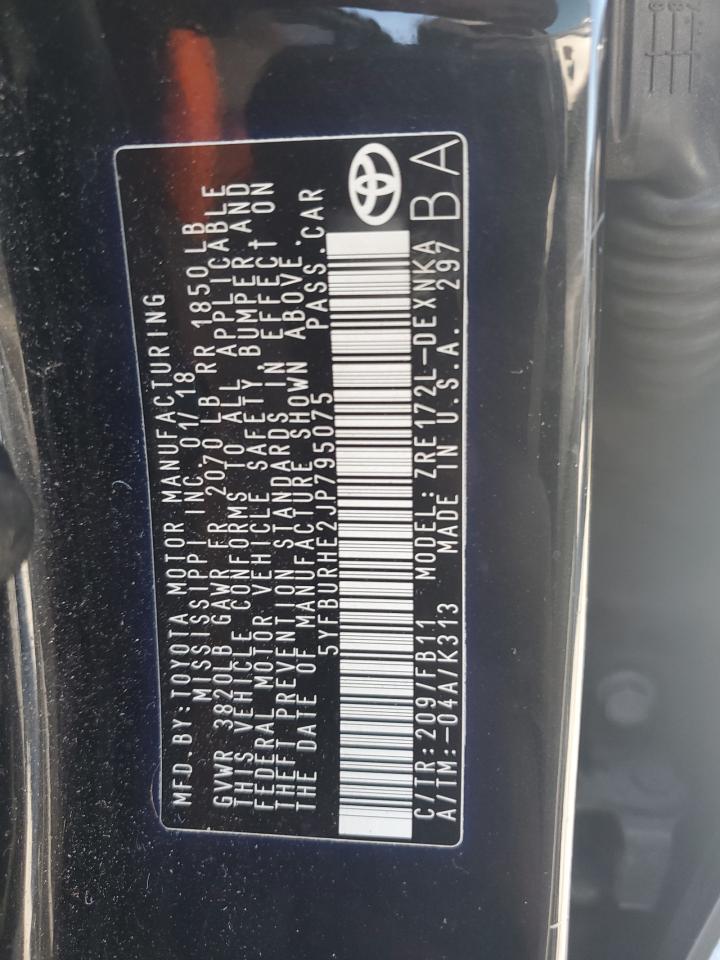 MFD.BY:TOYOTA MOTOR MANUFACTURING
MISSISSIPPI INC. 01/18
GVWR 3820LB GAWR FR 2070LB RR 1850LB
THIS VEHICLE CONFORMS TO ALL APPLICABLE
FEDERAL MOTOR VEHICLE SAFETY, BUMPER AND
THEFT PREVENTION STANDARDS IN EFFECT ON
THE DATE OF MANUFACTURE SHOWN ABOVE.
5YFBURHE2JP795075 PASS.CAR
C/TR:209/FB11 MODEL:ZRE172L-DEXNKA
A/TM:-04A/K313 MADE IN U.S.A. 297
BA